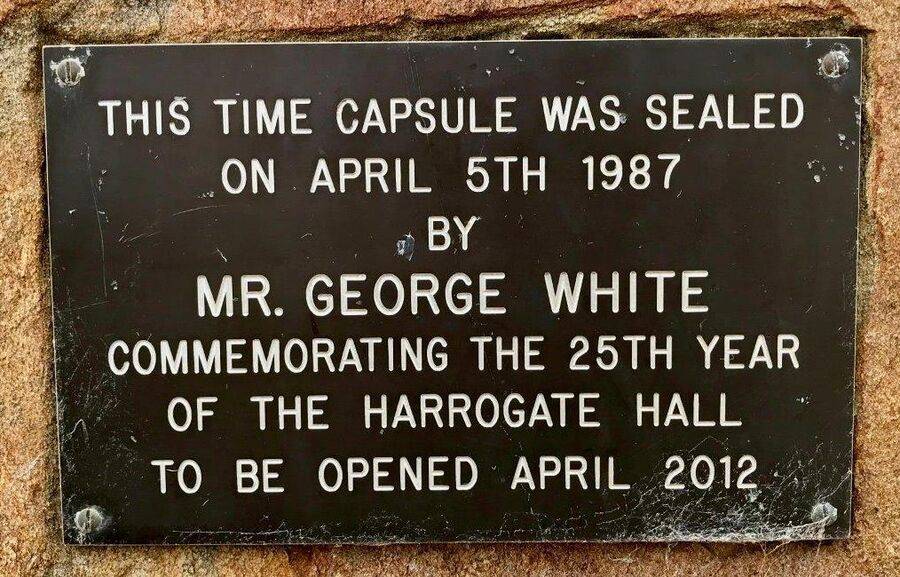 THIS TIME CAPSULE WAS SEALED
ON APRIL 5TH 1987
BY
MR. GEORGE WHITE
COMMEMORATING THE 25TH YEAR
OF THE HARROGATE HALL
TO BE OPENED APRIL 2012